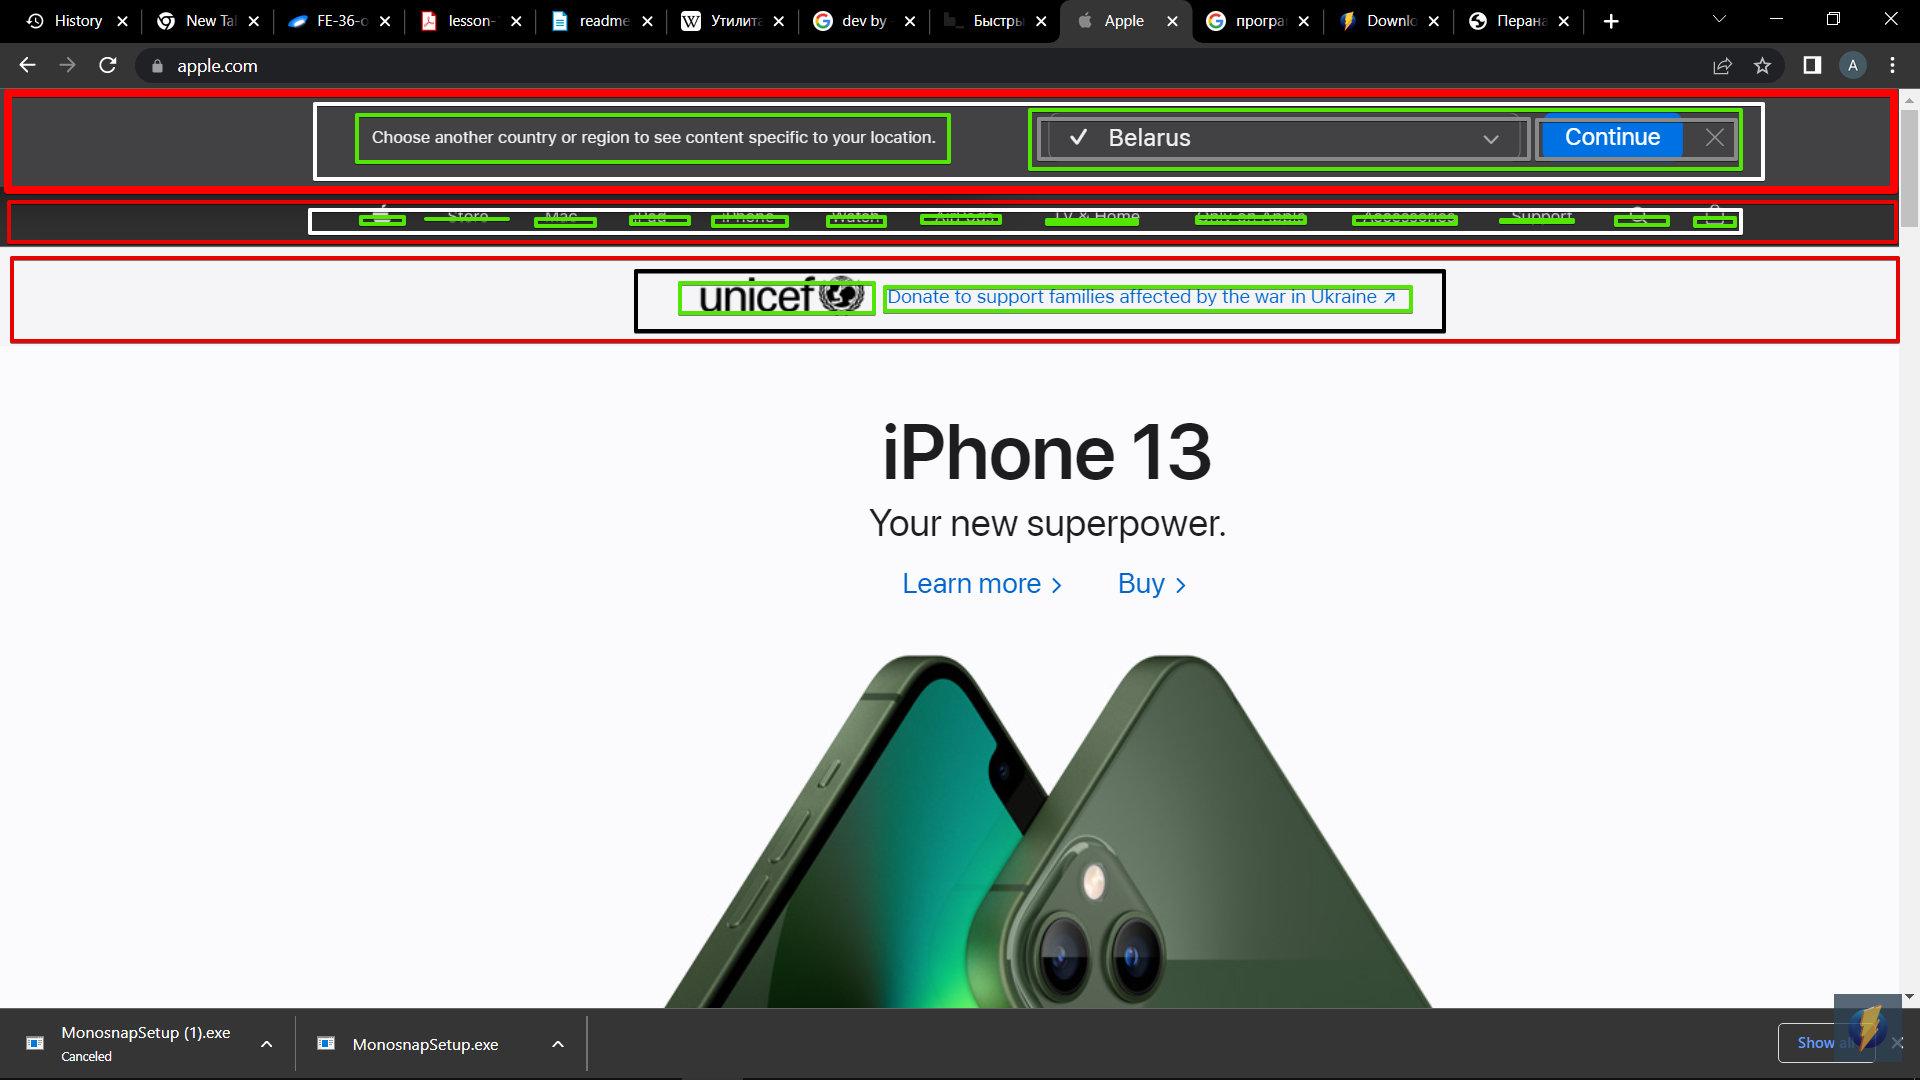 History
New Tal
FE-36-o
lesson-
readme
Утилита
dev by -
Быстры
Apple
програ
Downlo
Перана
apple.com
A
Choose another country or region to see content specific to your location.
Belarus
Continue
Store Mac iPad iPhone Watch AirPods TV & Home Only on Apple Accessories Support
unicef
Donate to support families affected by the war in Ukraine ↗
iPhone 13
Your new superpower.
Learn more >
Buy >
MonosnapSetup (1).exe
Canceled
MonosnapSetup.exe
Show all